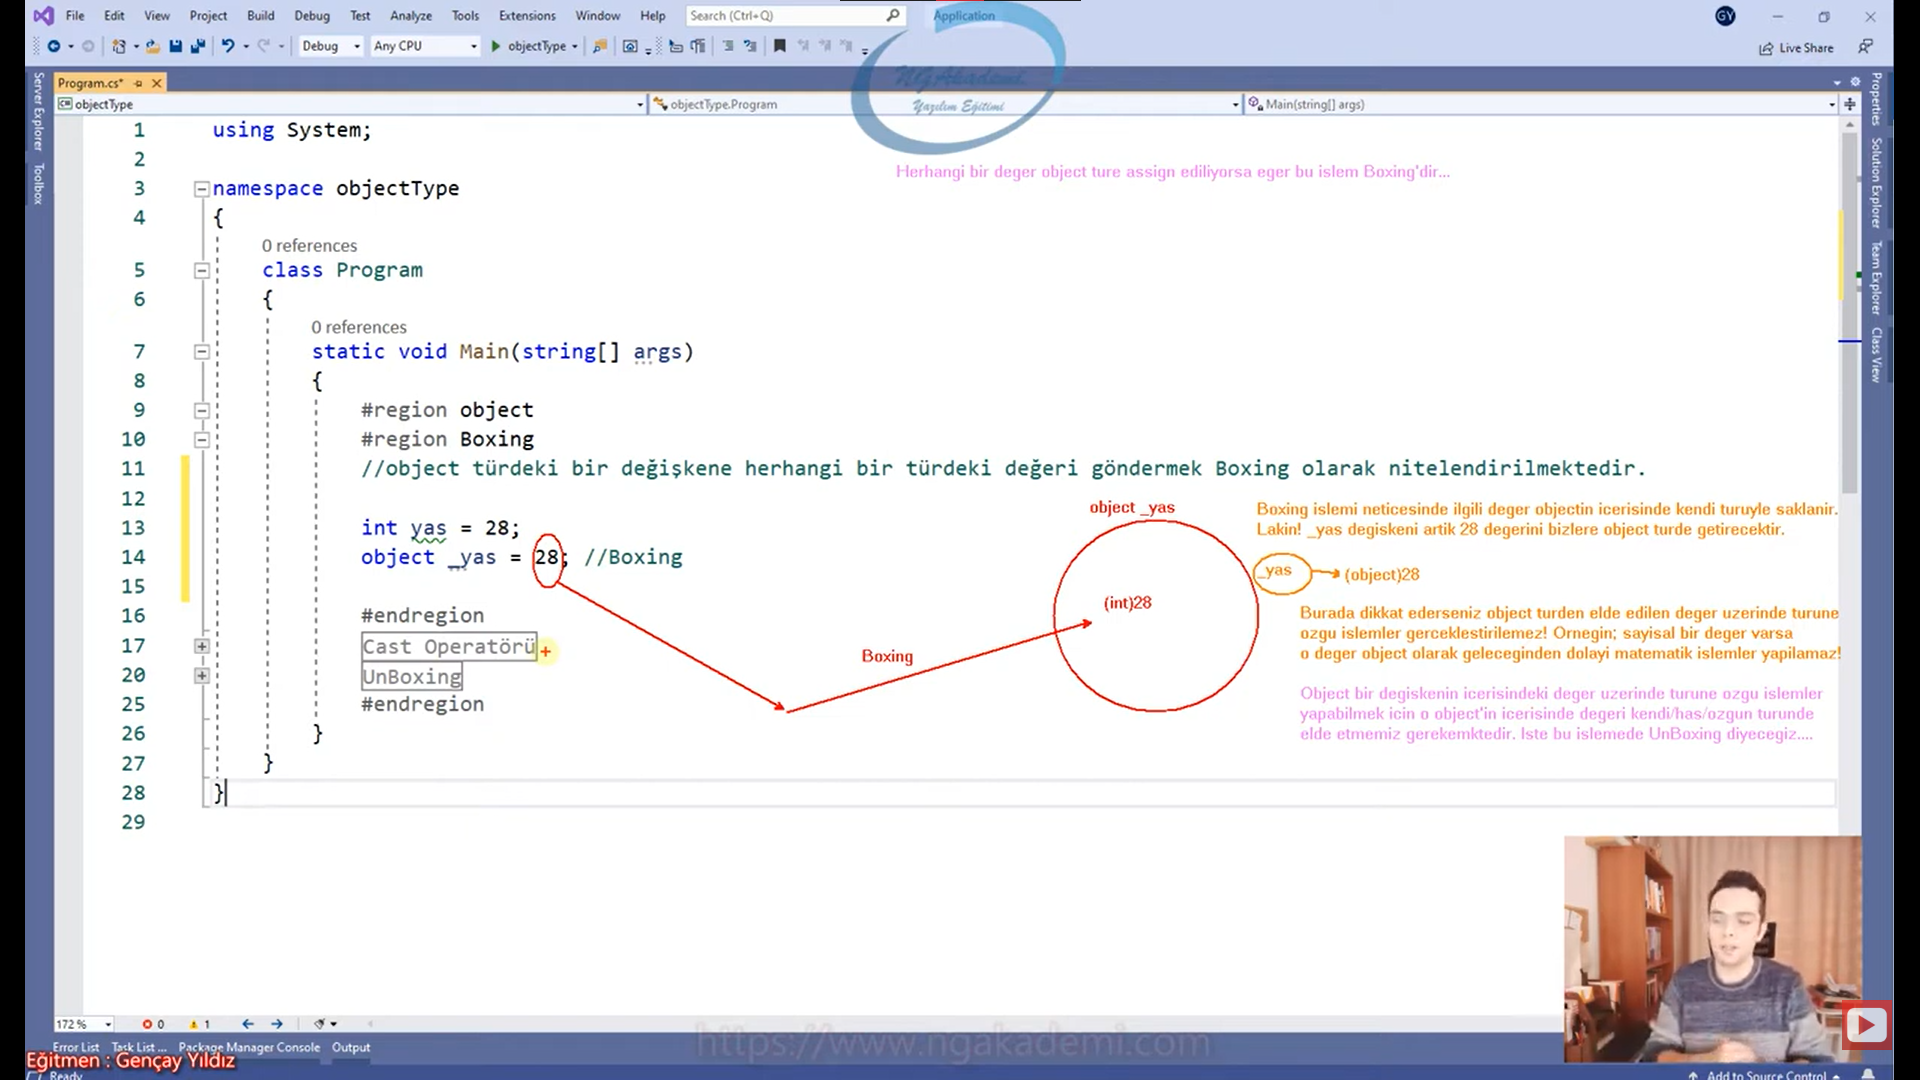 File Edit View Project Build Debug Test Analyze Tools Extensions Window Help Search (Ctrl+Q) Application GY
Debug Any CPU objectType Live Share
Program.cs*
objectType objectType.Program Main(string[] args)
Server Explorer
Toolbox
Properties
Solution Explorer
Team Explorer
Class View
NGAkademi
Yazılım Eğitimi
Herhangi bir deger object ture assign ediliyorsa eger bu islem Boxing'dir...
1 using System;
2
3 namespace objectType
4 {
0 references
5 class Program
6 {
0 references
7 static void Main(string[] args)
8 {
9 #region object
10 #region Boxing
11 //object türdeki bir değişkene herhangi bir türdeki değeri göndermek Boxing olarak nitelendirilmektedir.
12
13 int yas = 28;
14 object _yas = 28; //Boxing
15
16 #endregion
17 Cast Operatörü
20 UnBoxing
25 #endregion
26 }
27 }
28 }
29
object _yas
(int)28
Boxing
Boxing islemi neticesinde ilgili deger objectin icerisinde kendi turuyle saklanir.
Lakin! _yas degiskeni artik 28 degerini bizlere object turde getirecektir.
_yas (object)28
Burada dikkat ederseniz object turden elde edilen deger uzerinde turune
ozgu islemler gerceklestirilemez! Ornegin; sayisal bir deger varsa
o deger object olarak geleceginden dolayi matematik islemler yapilamaz!
Object bir degiskenin icerisindeki deger uzerinde turune ozgu islemler
yapabilmek icin o object'in icerisinde degeri kendi/has/ozgun turunde
elde etmemiz gerekemktedir. Iste bu islemede UnBoxing diyecegiz....
172 % 0 1
https://www.ngakademi.com
Error List Task List ... Package Manager Console Output
Eğitmen : Gençay Yıldız
Ready Add to Source Control